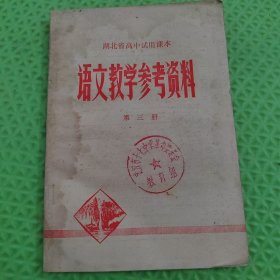 湖北省高中试用课本
语文教学参考资料
第三册